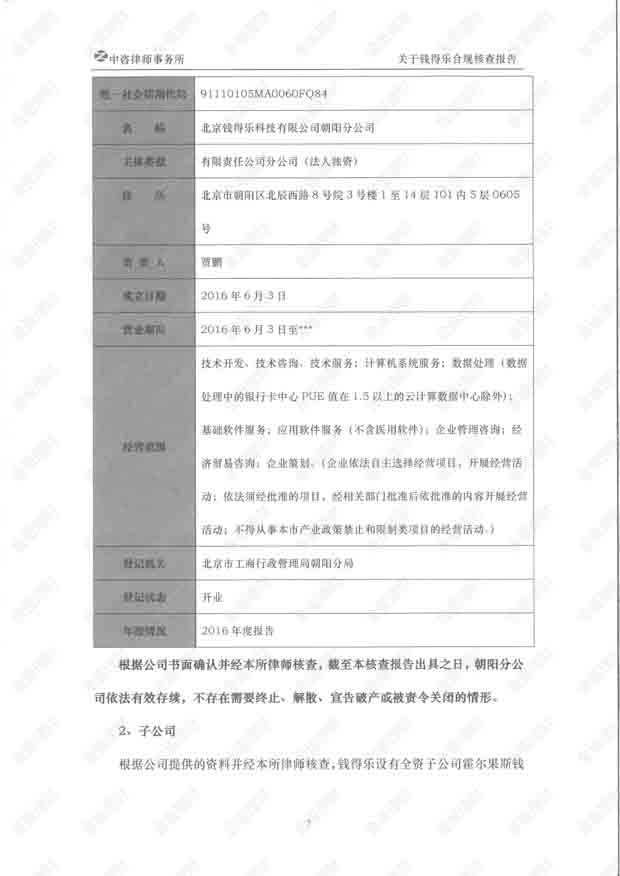 中咨律师事务所 关于钱得乐合规核查报告
统一社会信用代码 91110105MA0060FQ84
名 称 北京钱得乐科技有限公司朝阳分公司
主体类型 有限责任公司分公司（法人独资）
住 所 北京市朝阳区北辰西路 8 号院 3 号楼 1 至 14 层 101 内 5 层 0605
号
负 责 人 贾鹏
成立日期 2016 年 6 月 3 日
营业期限 2016 年 6 月 3 日至***
技术开发、技术咨询、技术服务；计算机系统服务；数据处理（数据
处理中的银行卡中心 PUE 值在 1.5 以上的云计算数据中心除外）；
基础软件服务；应用软件服务（不含医用软件）；企业管理咨询；经
经营范围 济贸易咨询；企业策划。（企业依法自主选择经营项目，开展经营活
动；依法须经批准的项目，经相关部门批准后依批准的内容开展经营
活动；不得从事本市产业政策禁止和限制类项目的经营活动。）
登记机关 北京市工商行政管理局朝阳分局
登记状态 开业
年报情况 2016 年度报告
根据公司书面确认并经本所律师核查，截至本核查报告出具之日，朝阳分公
司依法有效存续，不存在需要终止、解散、宣告破产或被责令关闭的情形。
2、子公司
根据公司提供的资料并经本所律师核查，钱得乐设有全资子公司霍尔果斯钱